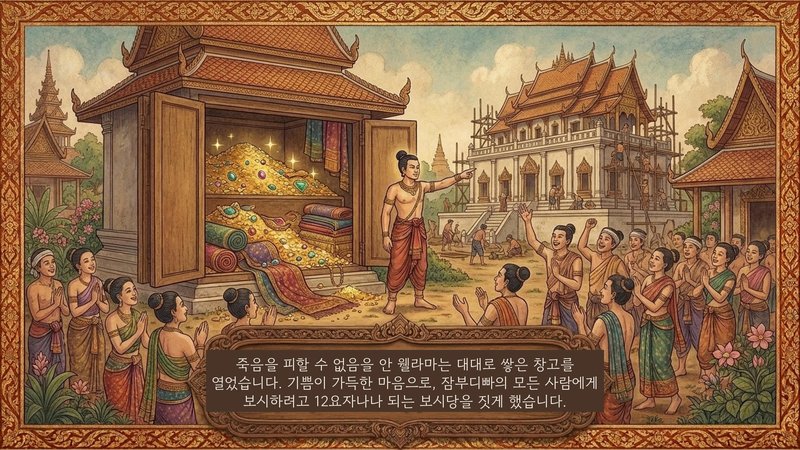 죽음을 피할 수 없음을 안 웰라마는 대대로 쌓은 창고를
열었습니다. 기쁨이 가득한 마음으로, 잠부디빠의 모든 사람에게
보시하려고 12요자나나 되는 보시당을 짓게 했습니다.